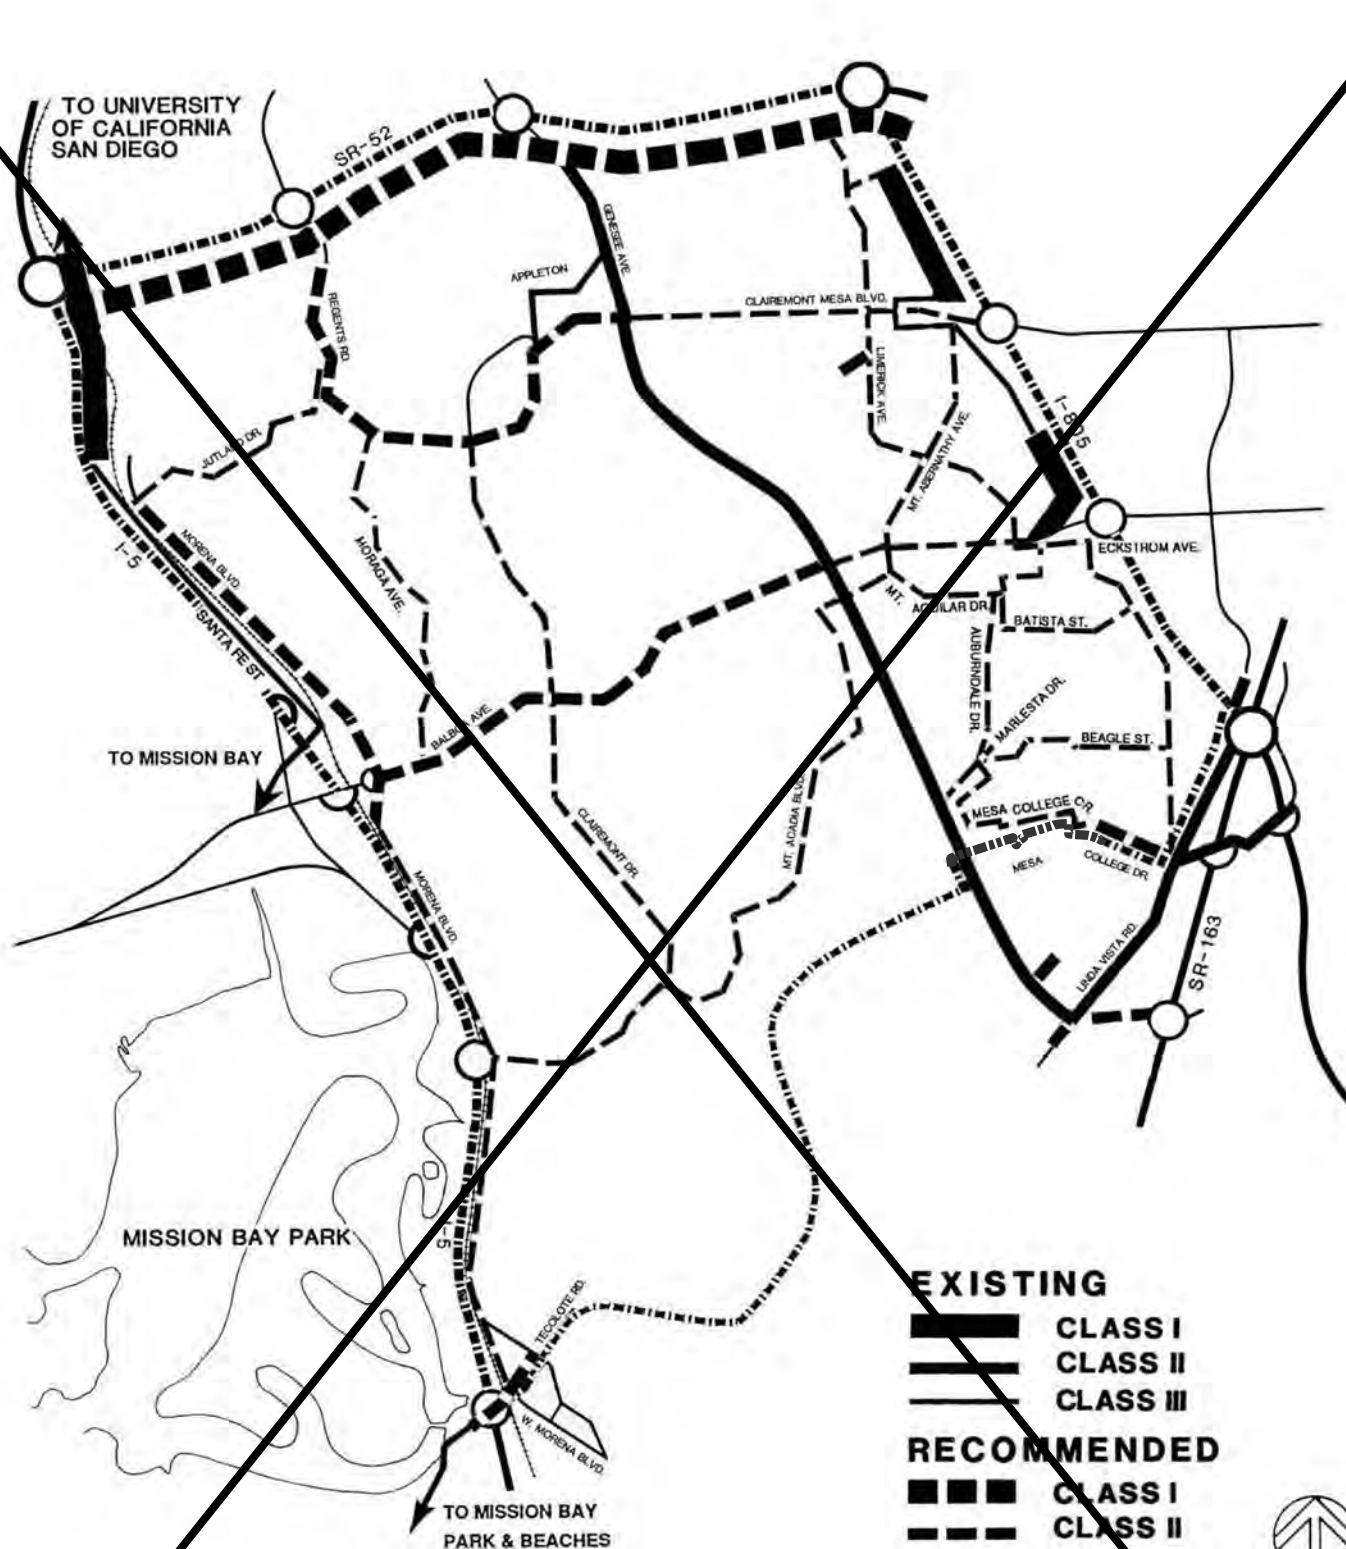 TO UNIVERSITY
OF CALIFORNIA
SAN DIEGO
SR-52
GENESEE AVE.
APPLETON
REGENTS RD.
CLAIREMONT MESA BLVD.
LIMERICK AVE.
I-805
JUTLAND DR.
MT. ABERNATHY AVE.
MORENA BLVD.
I-5
MORAGA AVE.
ECKSTROM AVE.
SANTA FE ST
MT.
AGUILAR DR.
BATISTA ST.
AUBURNDALE DR.
MARLESTA DR.
BEAGLE ST.
BALBOA AVE.
TO MISSION BAY
MT. ACADIA BLVD.
CLAIREMONT DR.
MESA COLLEGE CR
MESA
COLLEGE DR.
MORENA BLVD.
LINDA VISTA RD.
SR-163
MISSION BAY PARK
I-5
TECOLOTE RD.
W. MORENA BLVD.
TO MISSION BAY
PARK & BEACHES
EXISTING
CLASS I
CLASS II
CLASS III
RECOMMENDED
CLASS I
CLASS II